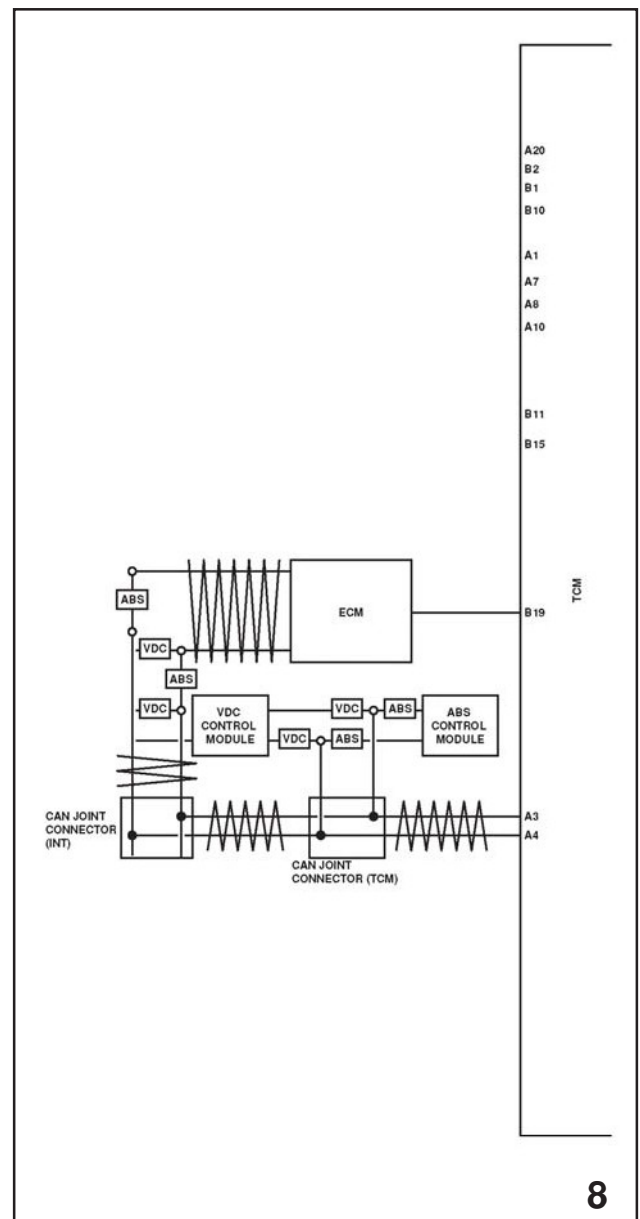 A20
B2
B1
B10
A1
A7
A8
A10
B11
B15
TCM
ABS
ECM
B19
VDC
ABS
VDC
VDC
CONTROL
MODULE
VDC
ABS
ABS
CONTROL
MODULE
VDC
ABS
CAN JOINT
CONNECTOR
(INT)
A3
A4
CAN JOINT
CONNECTOR (TCM)
8